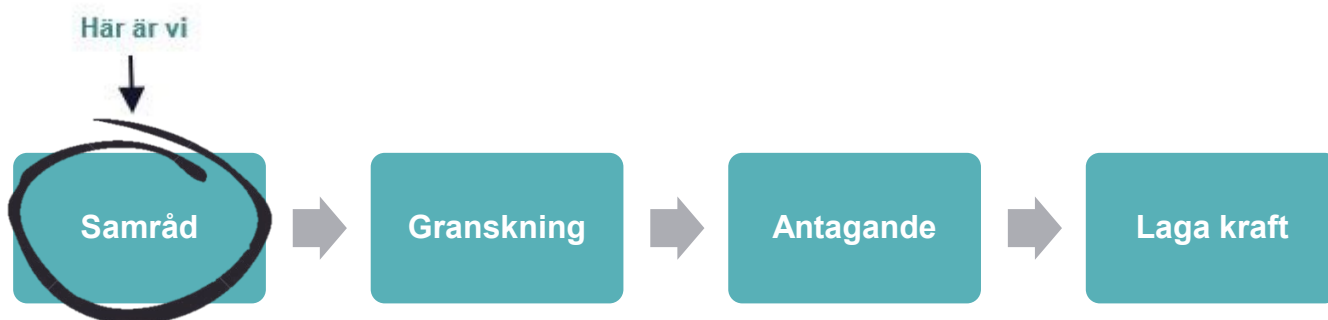 Här är vi
Samråd
Granskning
Antagande
Laga kraft